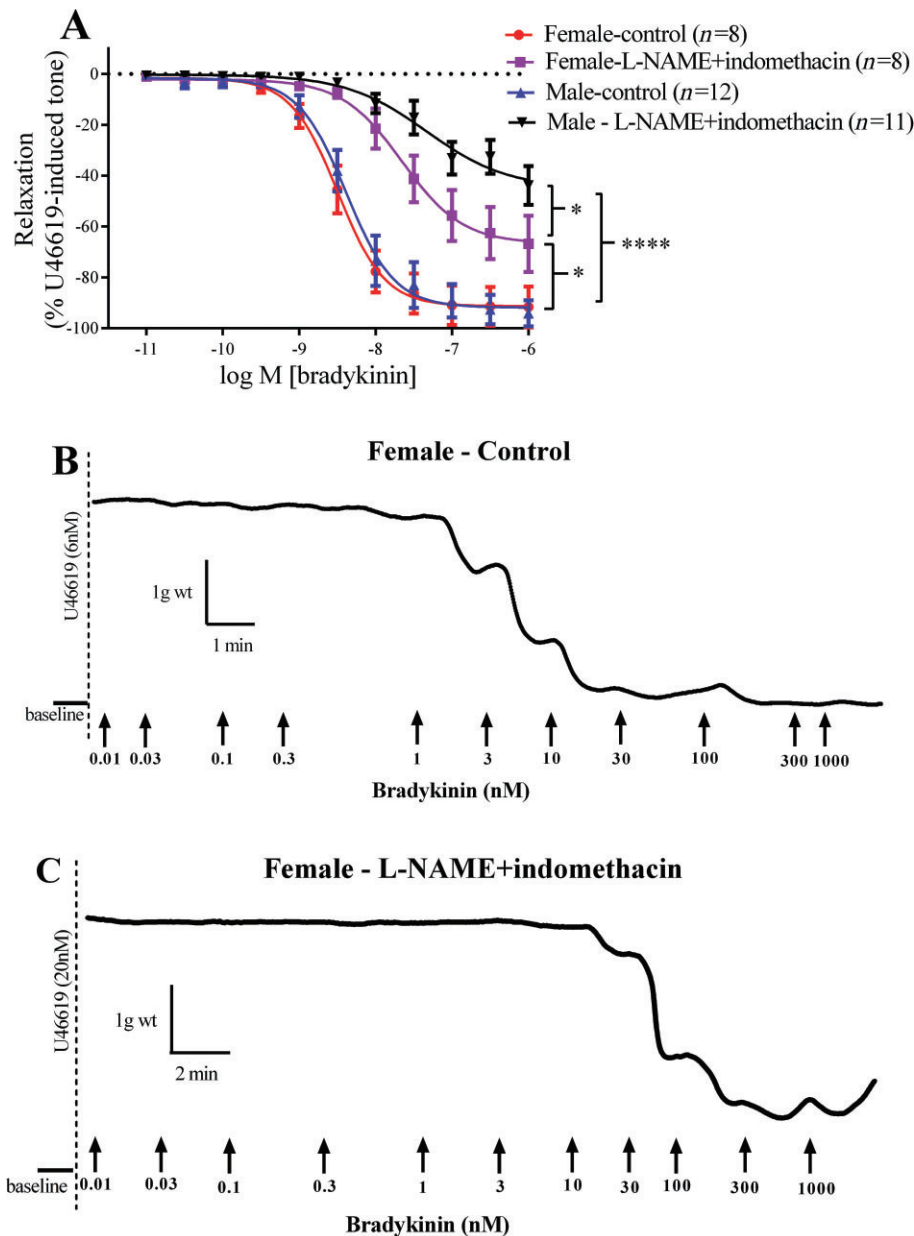 A
Female-control (n=8)
Female-L-NAME+indomethacin (n=8)
Male-control (n=12)
Male - L-NAME+indomethacin (n=11)
Relaxation
(% U46619-induced tone)
0
-20
-40
-60
-80
-100
*
*
****
-11 -10 -9 -8 -7 -6
log M [bradykinin]
B
Female - Control
U46619 (6nM)
1g wt
1 min
baseline
0.01 0.03 0.1 0.3 1 3 10 30 100 300 1000
Bradykinin (nM)
C
Female - L-NAME+indomethacin
U46619 (20nM)
1g wt
2 min
baseline
0.01 0.03 0.1 0.3 1 3 10 30 100 300 1000
Bradykinin (nM)